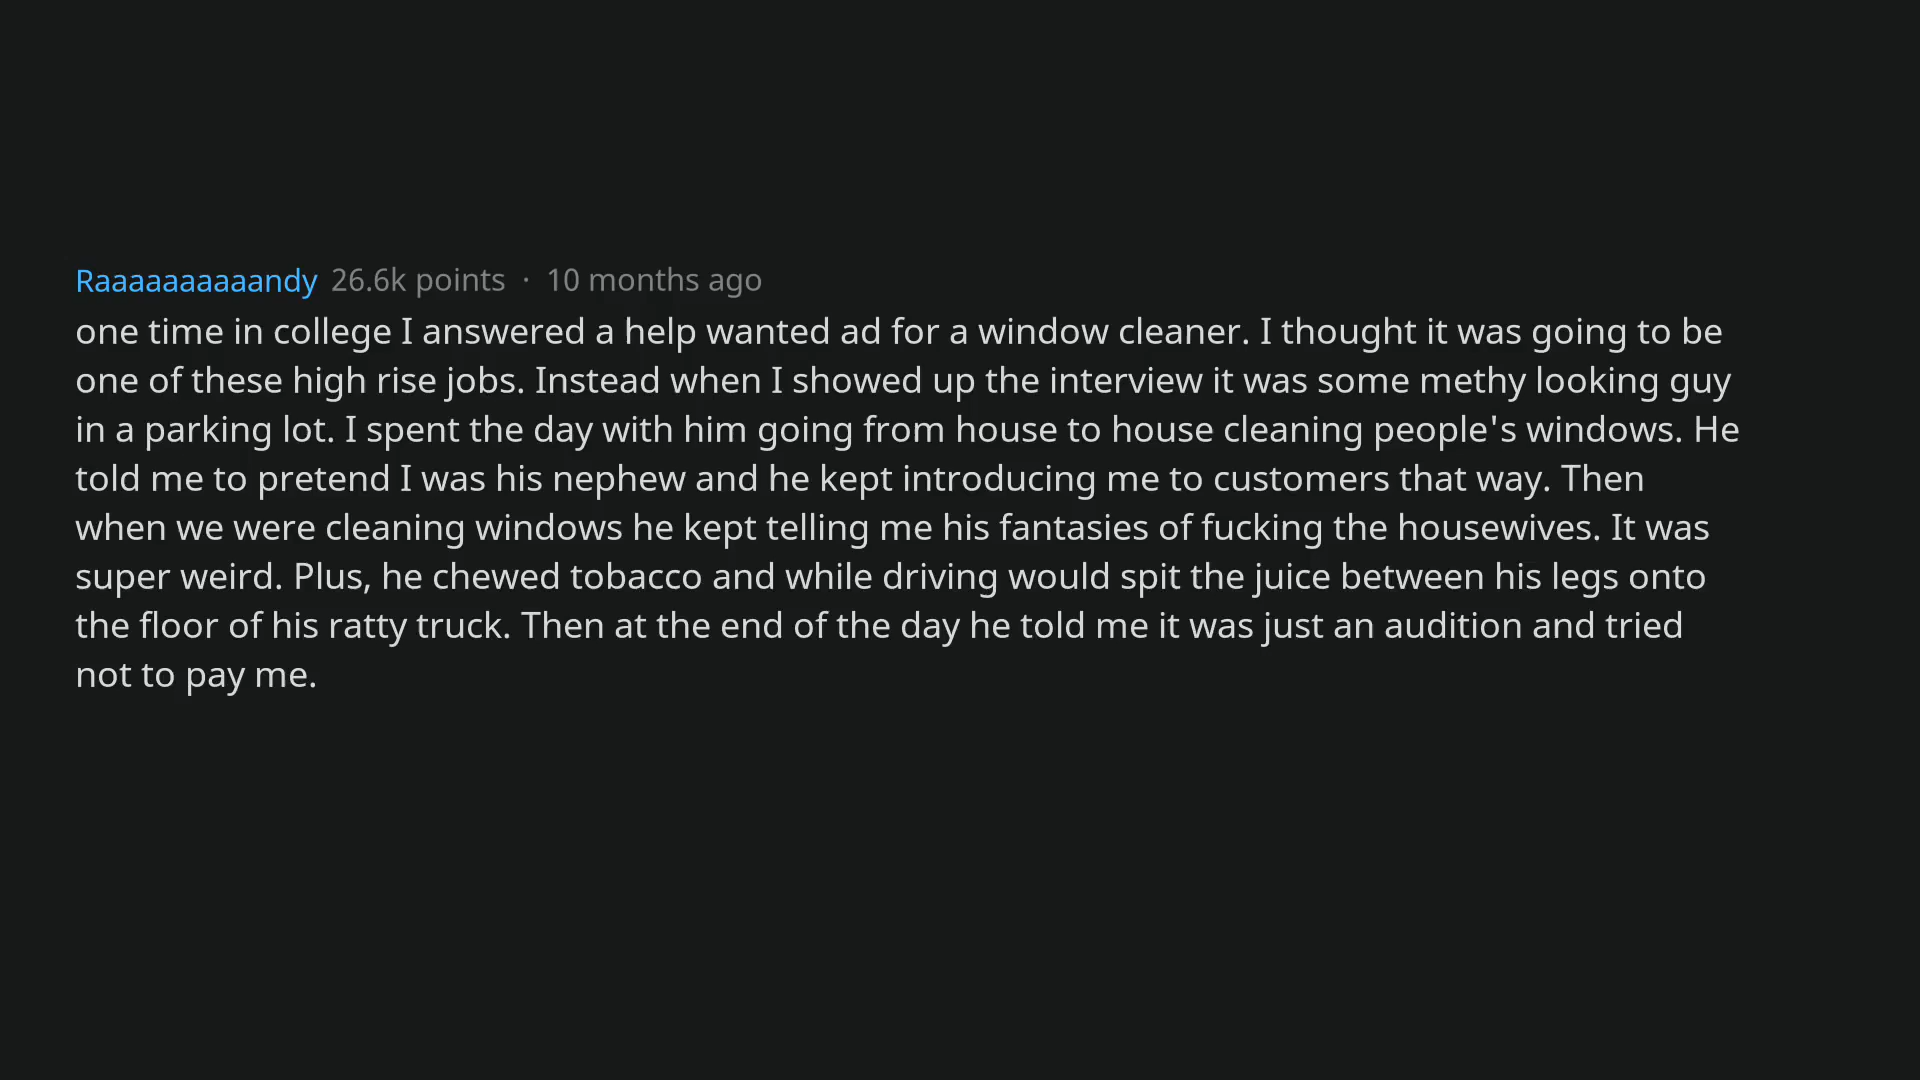 Raaaaaaaaaandy 26.6k points · 10 months ago
one time in college I answered a help wanted ad for a window cleaner. I thought it was going to be
one of these high rise jobs. Instead when I showed up the interview it was some methy looking guy
in a parking lot. I spent the day with him going from house to house cleaning people's windows. He
told me to pretend I was his nephew and he kept introducing me to customers that way. Then
when we were cleaning windows he kept telling me his fantasies of fucking the housewives. It was
super weird. Plus, he chewed tobacco and while driving would spit the juice between his legs onto
the floor of his ratty truck. Then at the end of the day he told me it was just an audition and tried
not to pay me.